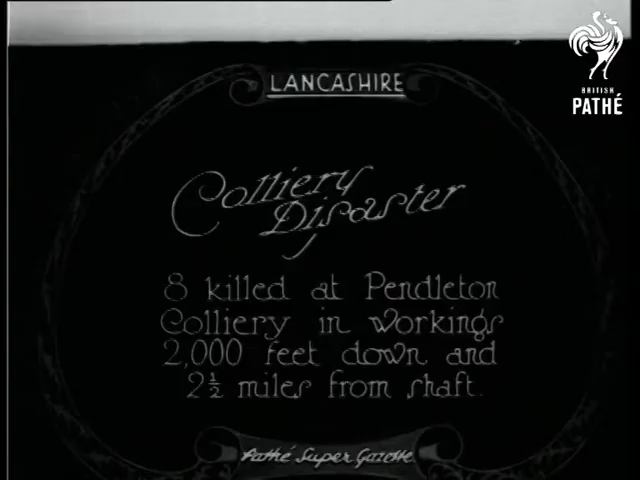 BRITISH
PATHÉ
LANCASHIRE
Colliery
Disaster
8 killed at Pendleton
Colliery in workings
2,000 feet down and
2½ miles from shaft.
Pathé Super Gazette